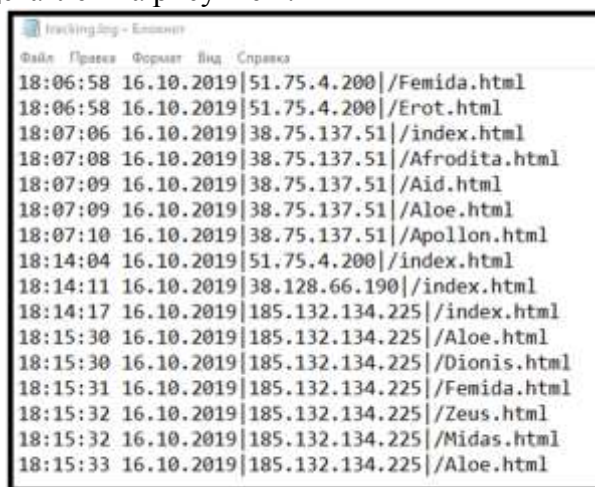 tracking.log – Блокнот
Файл Правка Формат Вид Справка
18:06:58 16.10.2019|51.75.4.200|/Femida.html
18:06:58 16.10.2019|51.75.4.200|/Erot.html
18:07:06 16.10.2019|38.75.137.51|/index.html
18:07:08 16.10.2019|38.75.137.51|/Afrodita.html
18:07:09 16.10.2019|38.75.137.51|/Aid.html
18:07:09 16.10.2019|38.75.137.51|/Aloe.html
18:07:10 16.10.2019|38.75.137.51|/Apollon.html
18:14:04 16.10.2019|51.75.4.200|/index.html
18:14:11 16.10.2019|38.128.66.190|/index.html
18:14:17 16.10.2019|185.132.134.225|/index.html
18:15:30 16.10.2019|185.132.134.225|/Aloe.html
18:15:30 16.10.2019|185.132.134.225|/Dionis.html
18:15:31 16.10.2019|185.132.134.225|/Femida.html
18:15:32 16.10.2019|185.132.134.225|/Zeus.html
18:15:32 16.10.2019|185.132.134.225|/Midas.html
18:15:33 16.10.2019|185.132.134.225|/Aloe.html